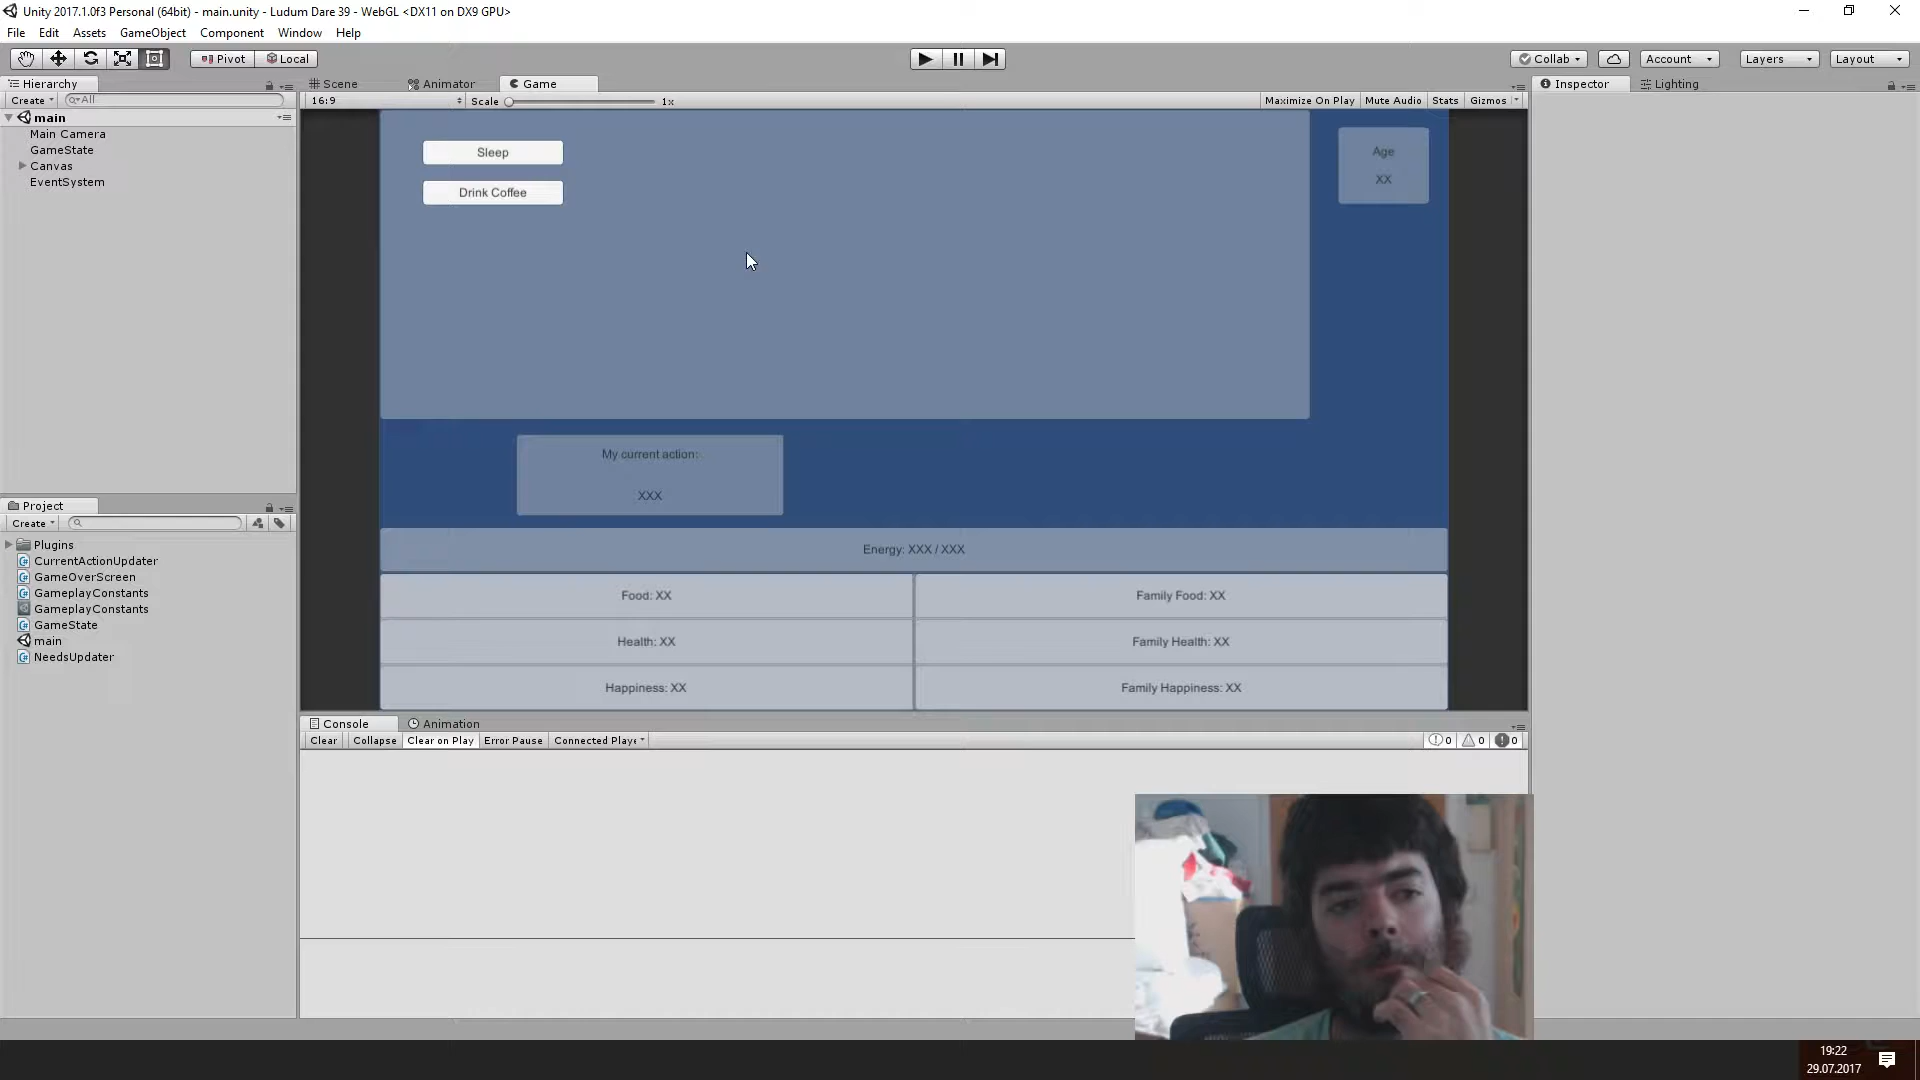 Unity 2017.1.0f3 Personal (64bit) - main.unity - Ludum Dare 39 - WebGL <DX11 on DX9 GPU>
File Edit Assets GameObject Component Window Help
Pivot Local Collab Account Layers Layout
Hierarchy
Create All
main
Main Camera
GameState
Canvas
EventSystem
Project
Create
Plugins
CurrentActionUpdater
GameOverScreen
GameplayConstants
GameplayConstants
GameState
main
NeedsUpdater
Scene Animator Game
16:9 Scale 1x Maximize On Play Mute Audio Stats Gizmos
Sleep
Drink Coffee
Age
XX
My current action:
XXX
Energy: XXX / XXX
Food: XX Family Food: XX
Health: XX Family Health: XX
Happiness: XX Family Happiness: XX
Console Animation
Clear Collapse Clear on Play Error Pause Connected Playe 0 0 0
Inspector Lighting
19:22
29.07.2017